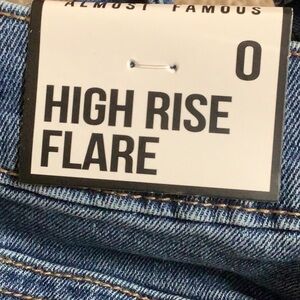 ALMOST FAMOUS
0
HIGH RISE
FLARE